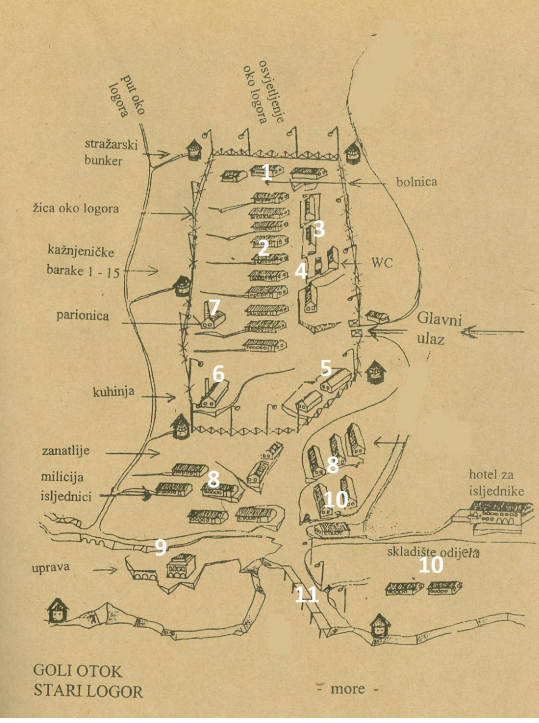 put oko
logora
osvjetljenje
oko logora
stražarski
bunker
1
bolnica
žica oko logora
3
kažnjeničke
barake 1 - 15
2
4
WC
parionica
7
Glavni
ulaz
6
5
kuhinja
zanatlije
milicija
isljednici
8
8
10
hotel za
isljednike
9
skladište odijela
10
uprava
11
GOLI OTOK
STARI LOGOR
- more -